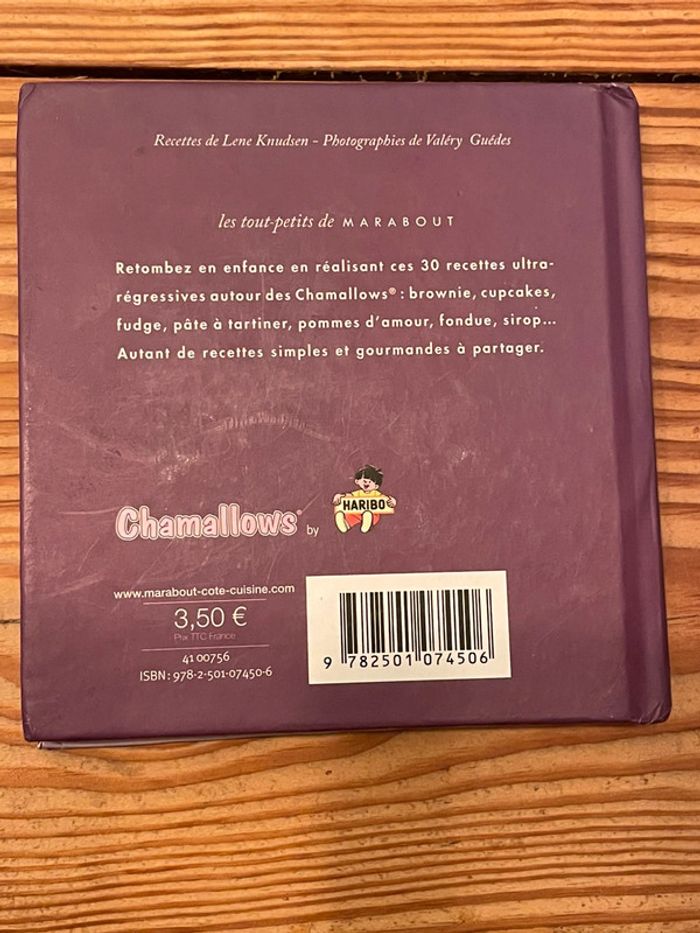 Recettes de Lene Knudsen - Photographies de Valéry Guédes
les tout-petits de MARABOUT
Retombez en enfance en réalisant ces 30 recettes ultra-
régressives autour des Chamallows® : brownie, cupcakes,
fudge, pâte à tartiner, pommes d'amour, fondue, sirop...
Autant de recettes simples et gourmandes à partager.
Chamallows® by HARIBO
www.marabout-cote-cuisine.com
3,50 €
Prix TTC France
41 00756
ISBN : 978-2-501-07450-6
9 782501 074506